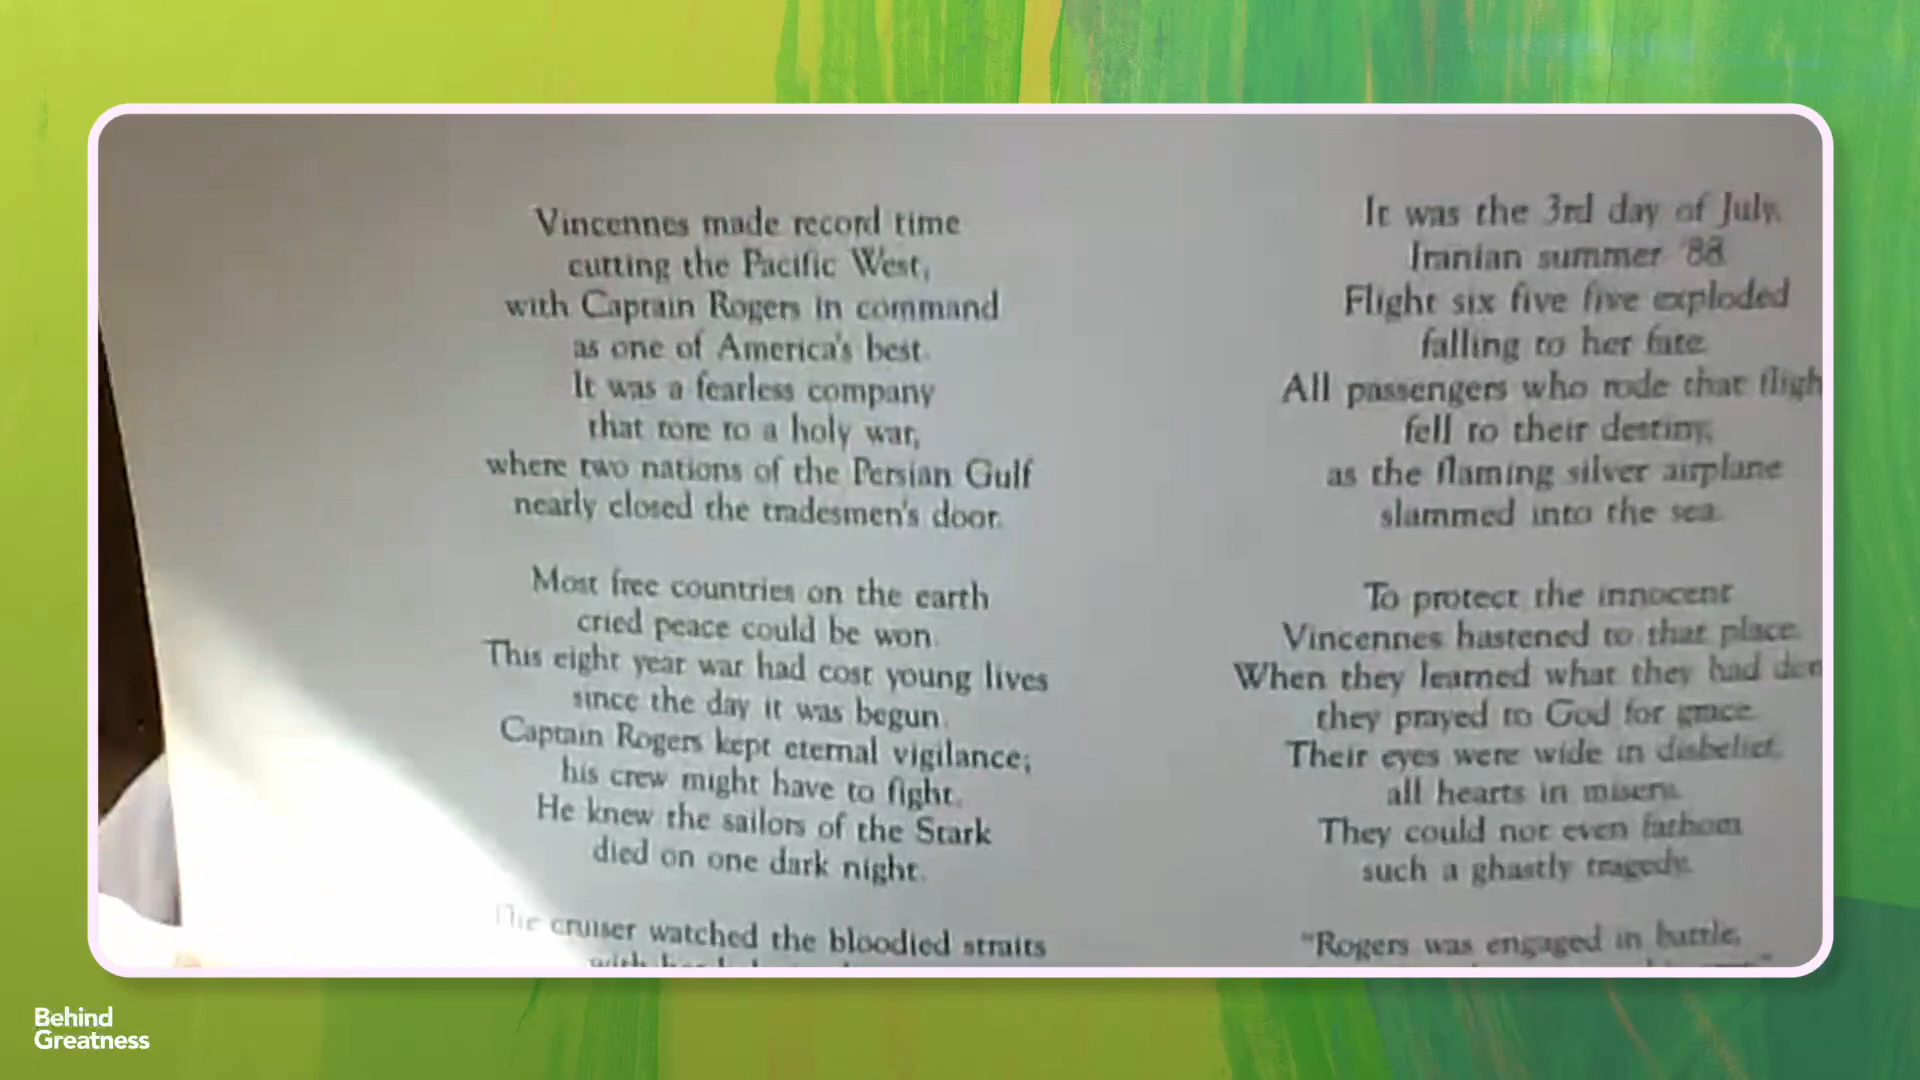 Vincennes made record time
cutting the Pacific West,
with Captain Rogers in command
as one of America's best.
It was a fearless company
that tore to a holy war,
where two nations of the Persian Gulf
nearly closed the tradesmen's door.
Most free countries on the earth
cried peace could be won.
This eight year war had cost young lives
since the day it was begun.
Captain Rogers kept eternal vigilance;
his crew might have to fight.
He knew the sailors of the Stark
died on one dark night.
The cruiser watched the bloodied straits
with
It was the 3rd day of July,
Iranian summer '88.
Flight six five five exploded
falling to her fate.
All passengers who rode that fligh
fell to their destiny,
as the flaming silver airplane
slammed into the sea.
To protect the innocent
Vincennes hastened to that place.
When they learned what they had
they prayed to God for grace.
Their eyes were wide in disbelief,
all hearts in misery.
They could not even fathom
such a ghastly tragedy.
"Rogers was engaged in battle,
Behind
Greatness